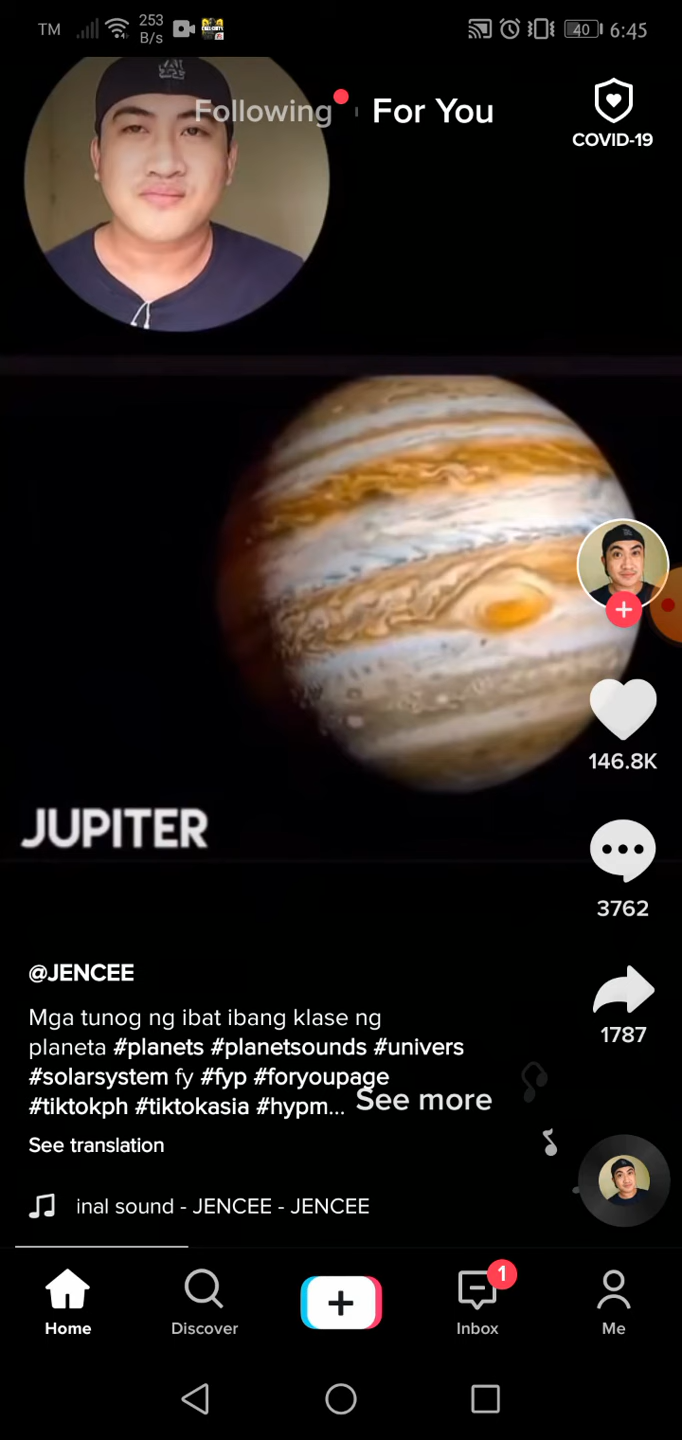 TM
253
B/s
40
6:45
Following
For You
COVID-19
146.8K
JUPITER
3762
@JENCEE
1787
Mga tunog ng ibat ibang klase ng
planeta #planets #planetsounds #univers
#solarsystem fy #fyp #foryoupage
#tiktokph #tiktokasia #hypm... See more
See translation
inal sound - JENCEE - JENCEE
1
Home
Discover
Inbox
Me